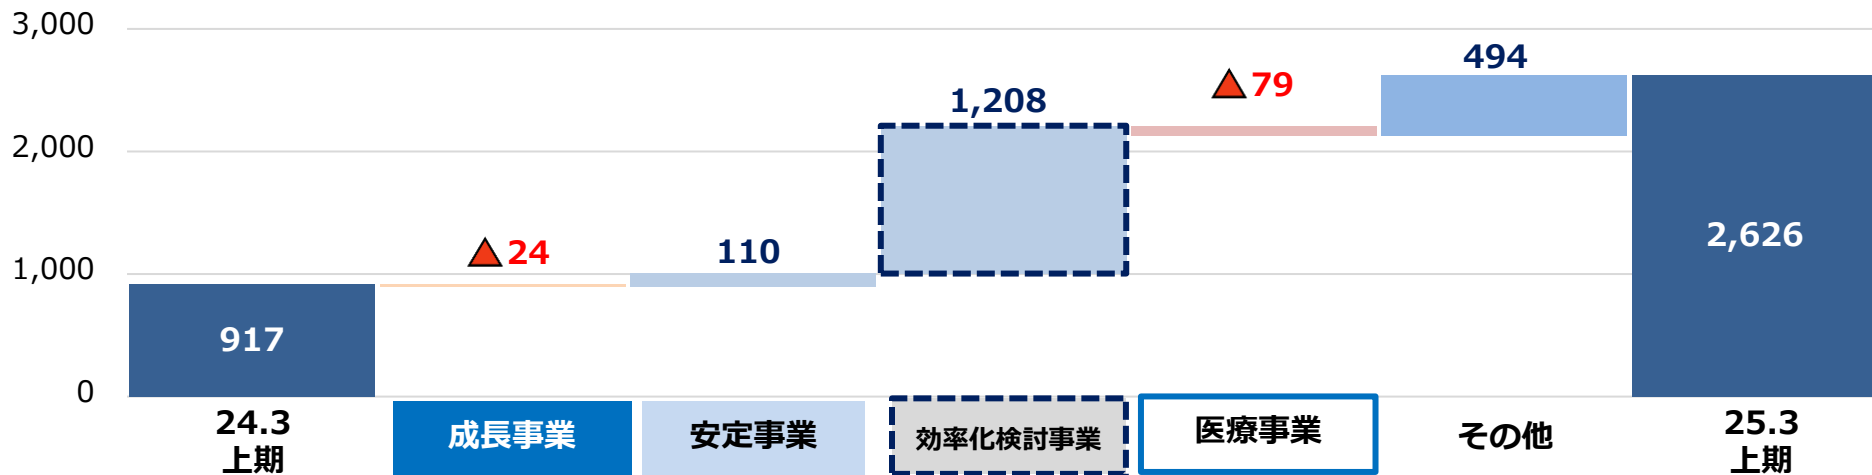 3,000
2,000
1,000
0
917
▲24
110
1,208
▲79
494
2,626
24.3
上期
成長事業
安定事業
効率化検討事業
医療事業
その他
25.3
上期